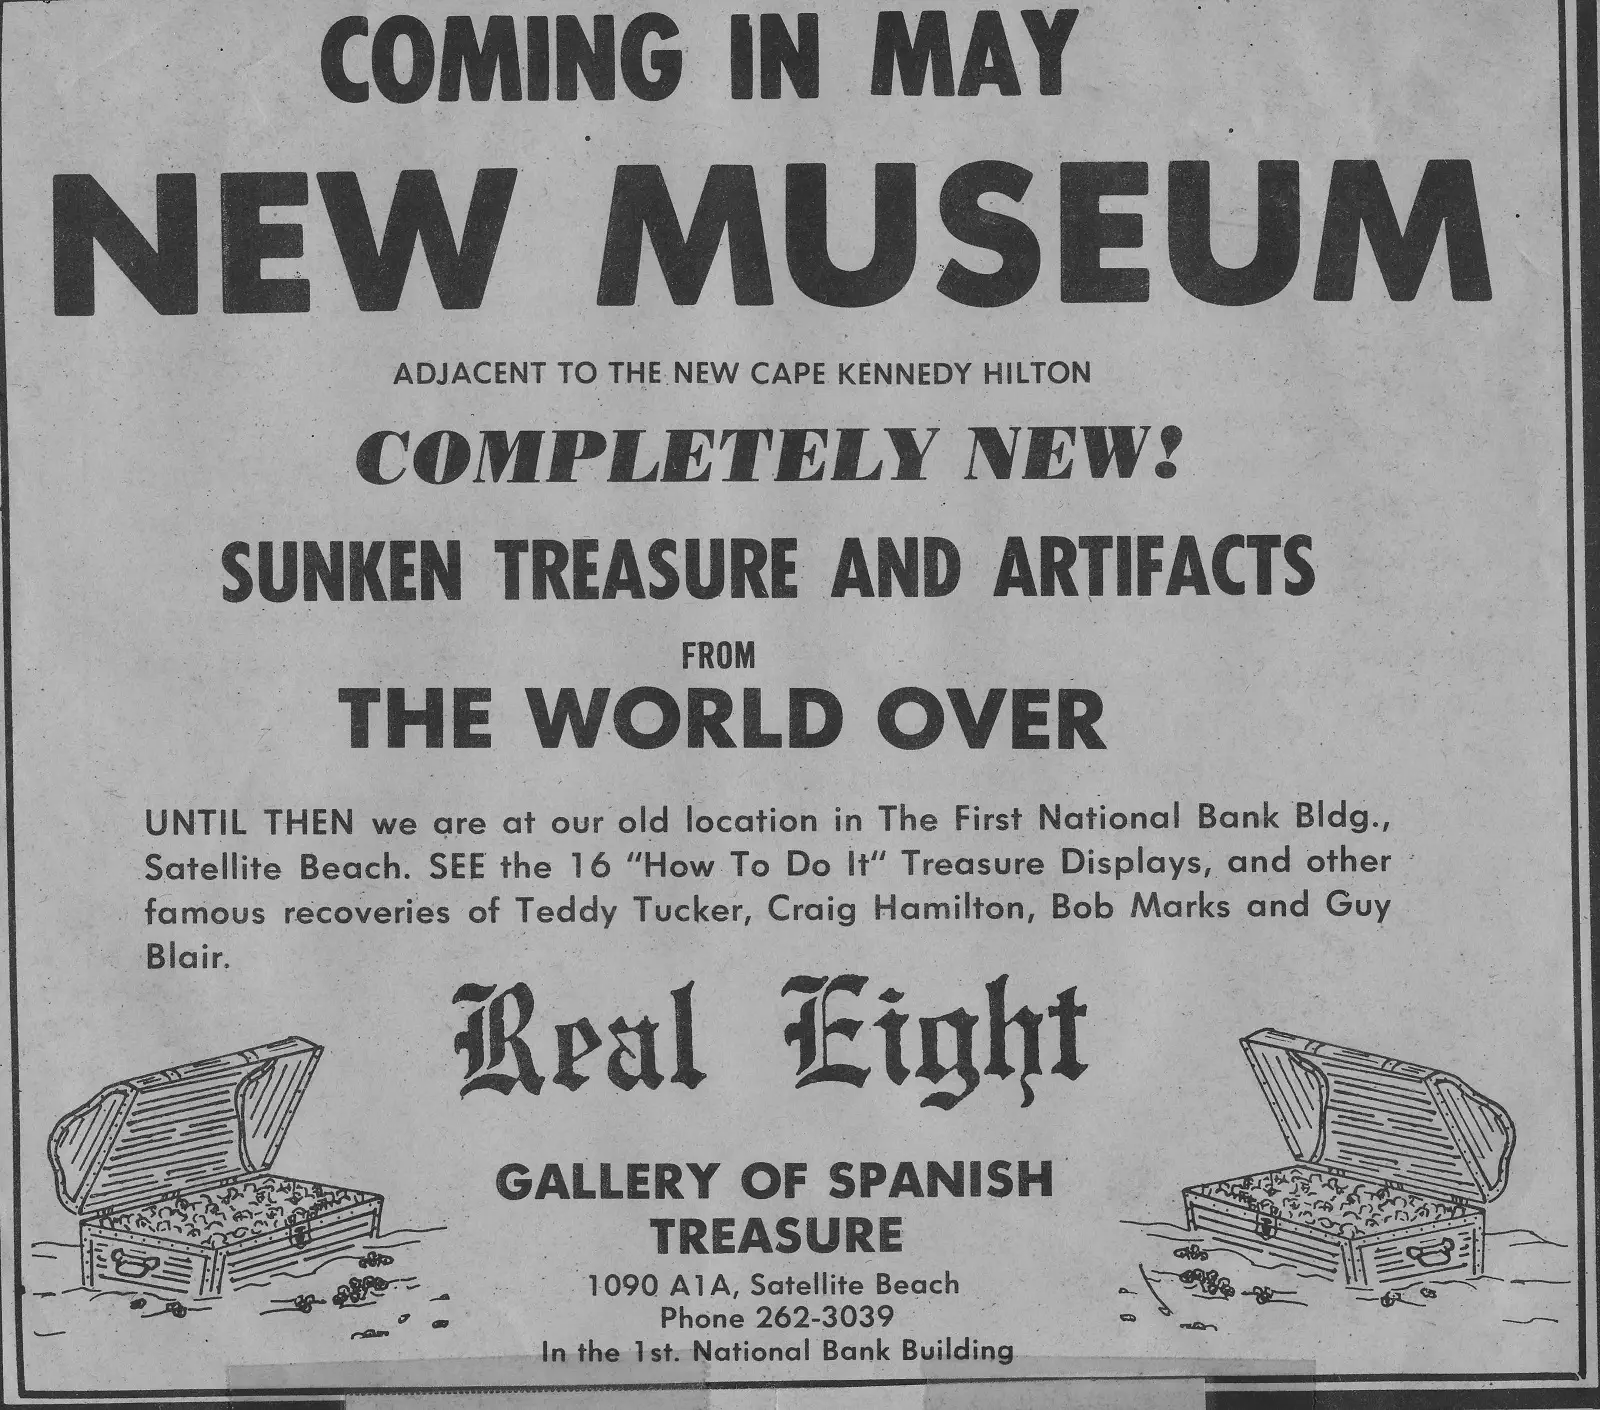 COMING IN MAY
NEW MUSEUM
ADJACENT TO THE NEW CAPE KENNEDY HILTON
COMPLETELY NEW!
SUNKEN TREASURE AND ARTIFACTS
FROM
THE WORLD OVER
UNTIL THEN we are at our old location in The First National Bank Bldg.,
Satellite Beach. SEE the 16 "How To Do It" Treasure Displays, and other
famous recoveries of Teddy Tucker, Craig Hamilton, Bob Marks and Guy
Blair.
Real Eight
GALLERY OF SPANISH
TREASURE
1090 A1A, Satellite Beach
Phone 262-3039
In the 1st. National Bank Building